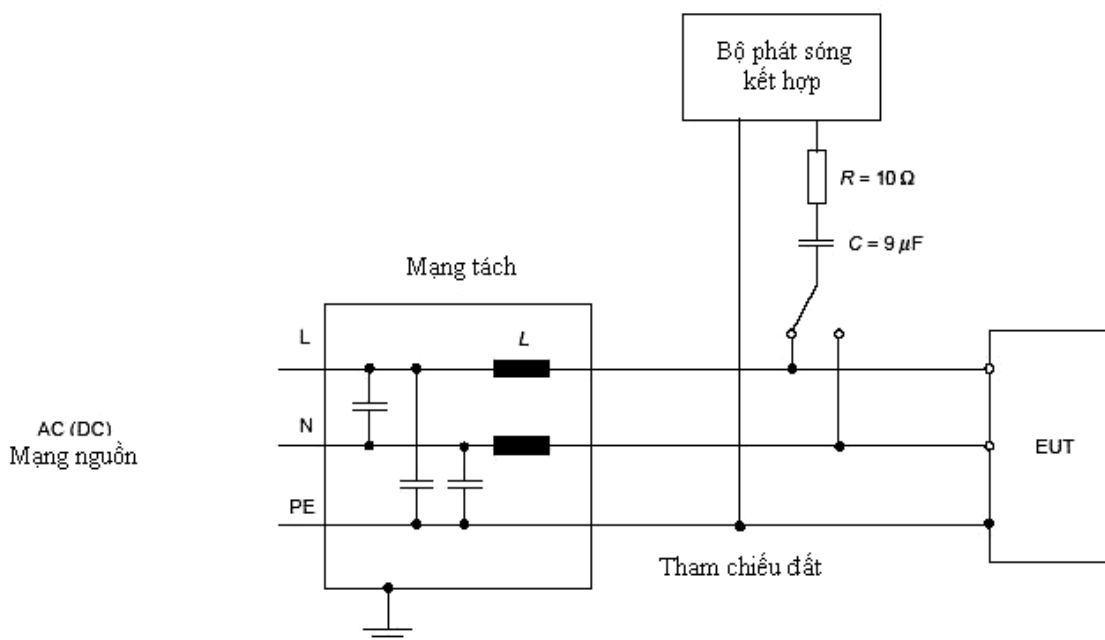 Bộ phát sóng
kết hợp
R = 10 Ω
C = 9 μF
Mạng tách
L
L
N
AC (DC)
Mạng nguồn
EUT
PE
Tham chiếu đất